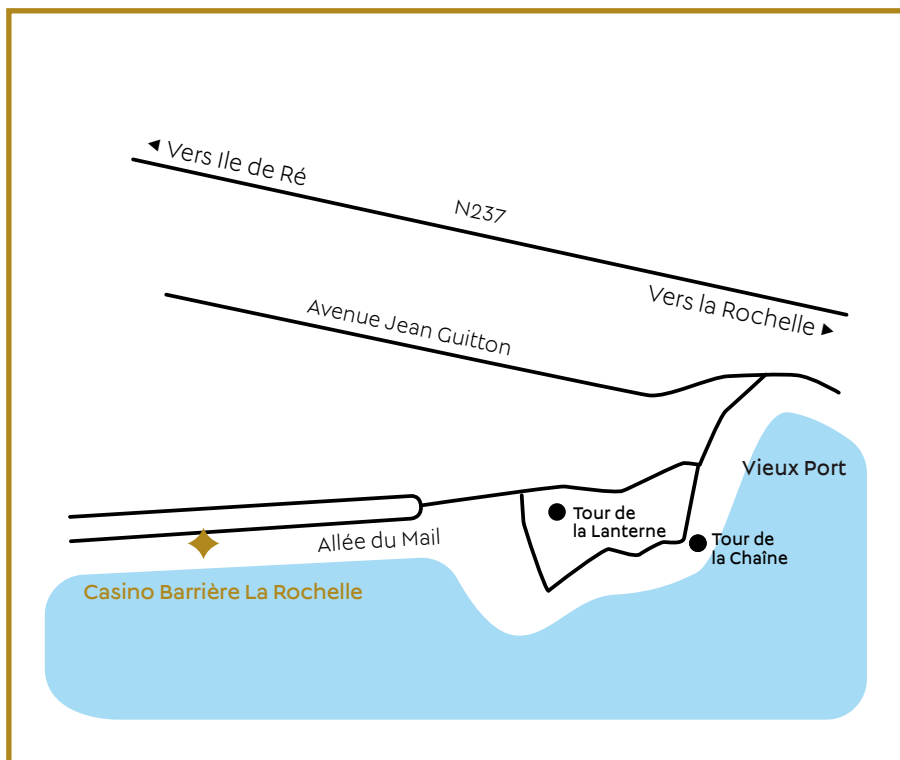 ◄ Vers Ile de Ré
N237
Vers la Rochelle ►
Avenue Jean Guitton
Vieux Port
Tour de
la Lanterne
Allée du Mail
Tour de
la Chaîne
Casino Barrière La Rochelle